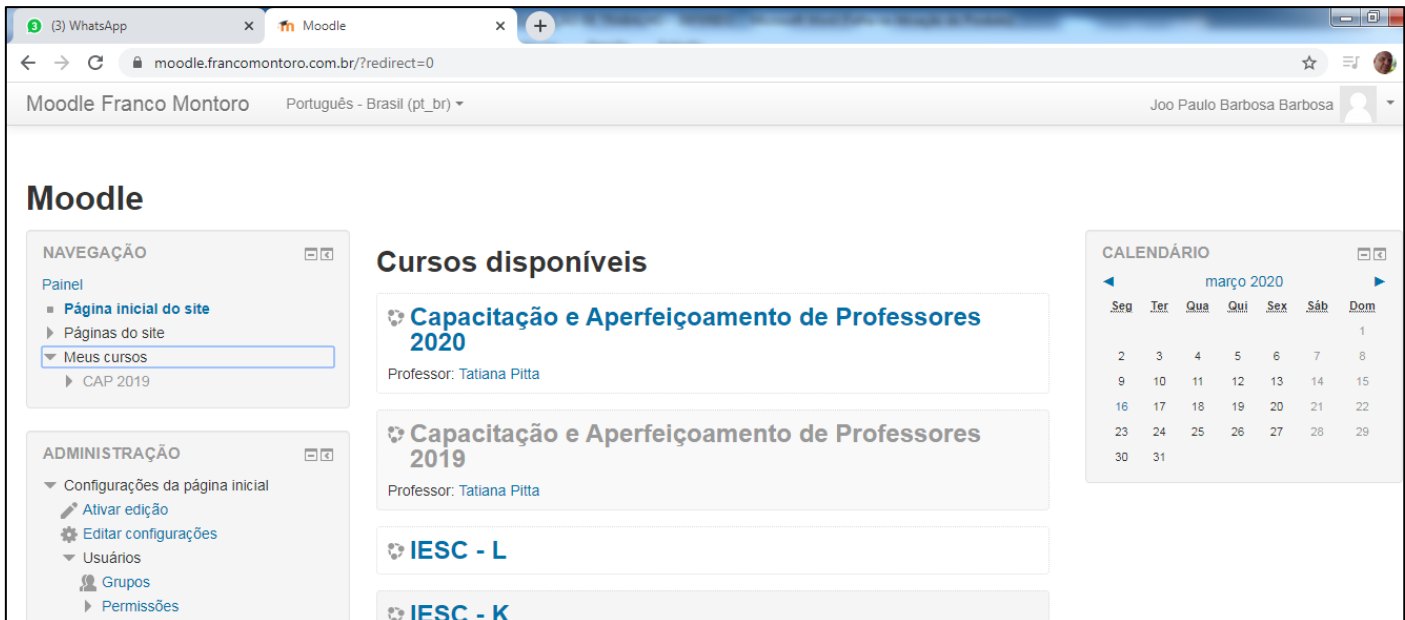 (3) WhatsApp
Moodle
moodle.francomontoro.com.br/?redirect=0
Moodle Franco Montoro
Português - Brasil (pt_br)
Joo Paulo Barbosa Barbosa
Moodle
NAVEGAÇÃO
Painel
Página inicial do site
Páginas do site
Meus cursos
CAP 2019
ADMINISTRAÇÃO
Configurações da página inicial
Ativar edição
Editar configurações
Usuários
Grupos
Permissões
Cursos disponíveis
Capacitação e Aperfeiçoamento de Professores
2020
Professor: Tatiana Pitta
Capacitação e Aperfeiçoamento de Professores
2019
Professor: Tatiana Pitta
IESC - L
IESC - K
CALENDÁRIO
março 2020
Seg Ter Qua Qui Sex Sáb Dom
1
2 3 4 5 6 7 8
9 10 11 12 13 14 15
16 17 18 19 20 21 22
23 24 25 26 27 28 29
30 31